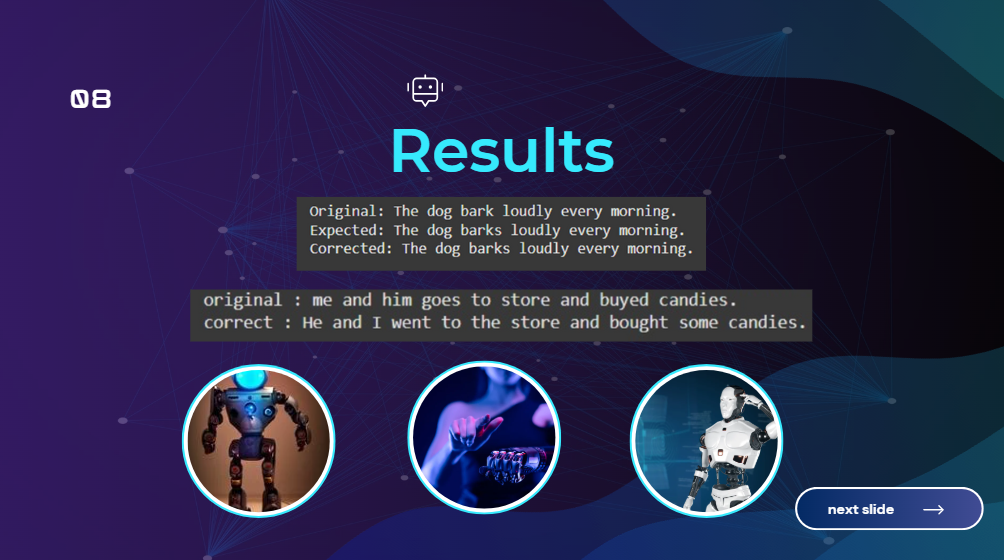 08
Results
Original: The dog bark loudly every morning.
Expected: The dog barks loudly every morning.
Corrected: The dog barks loudly every morning.
original : me and him goes to store and buyed candies.
correct : He and I went to the store and bought some candies.
next slide